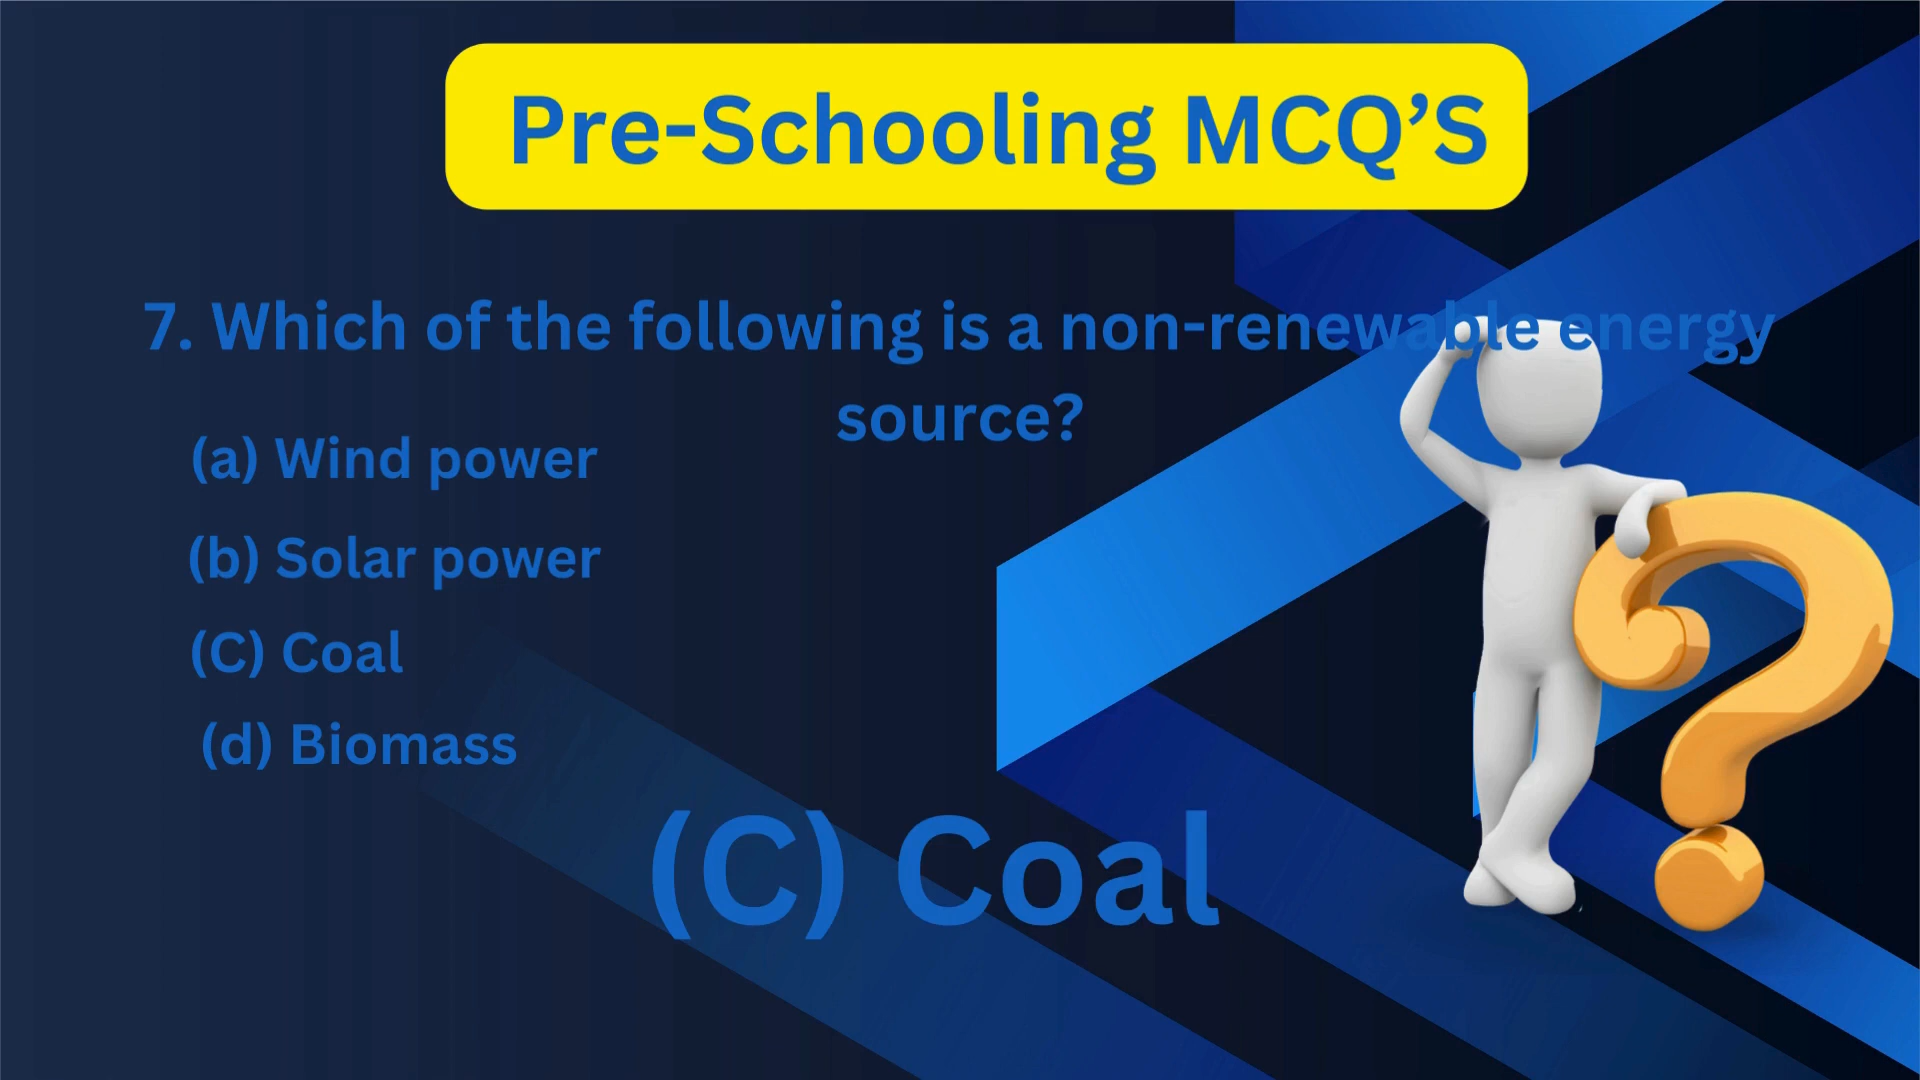 Pre-Schooling MCQ’S
7. Which of the following is a non-renewable energy
source?
(a) Wind power
(b) Solar power
(C) Coal
(d) Biomass
(C) Coal